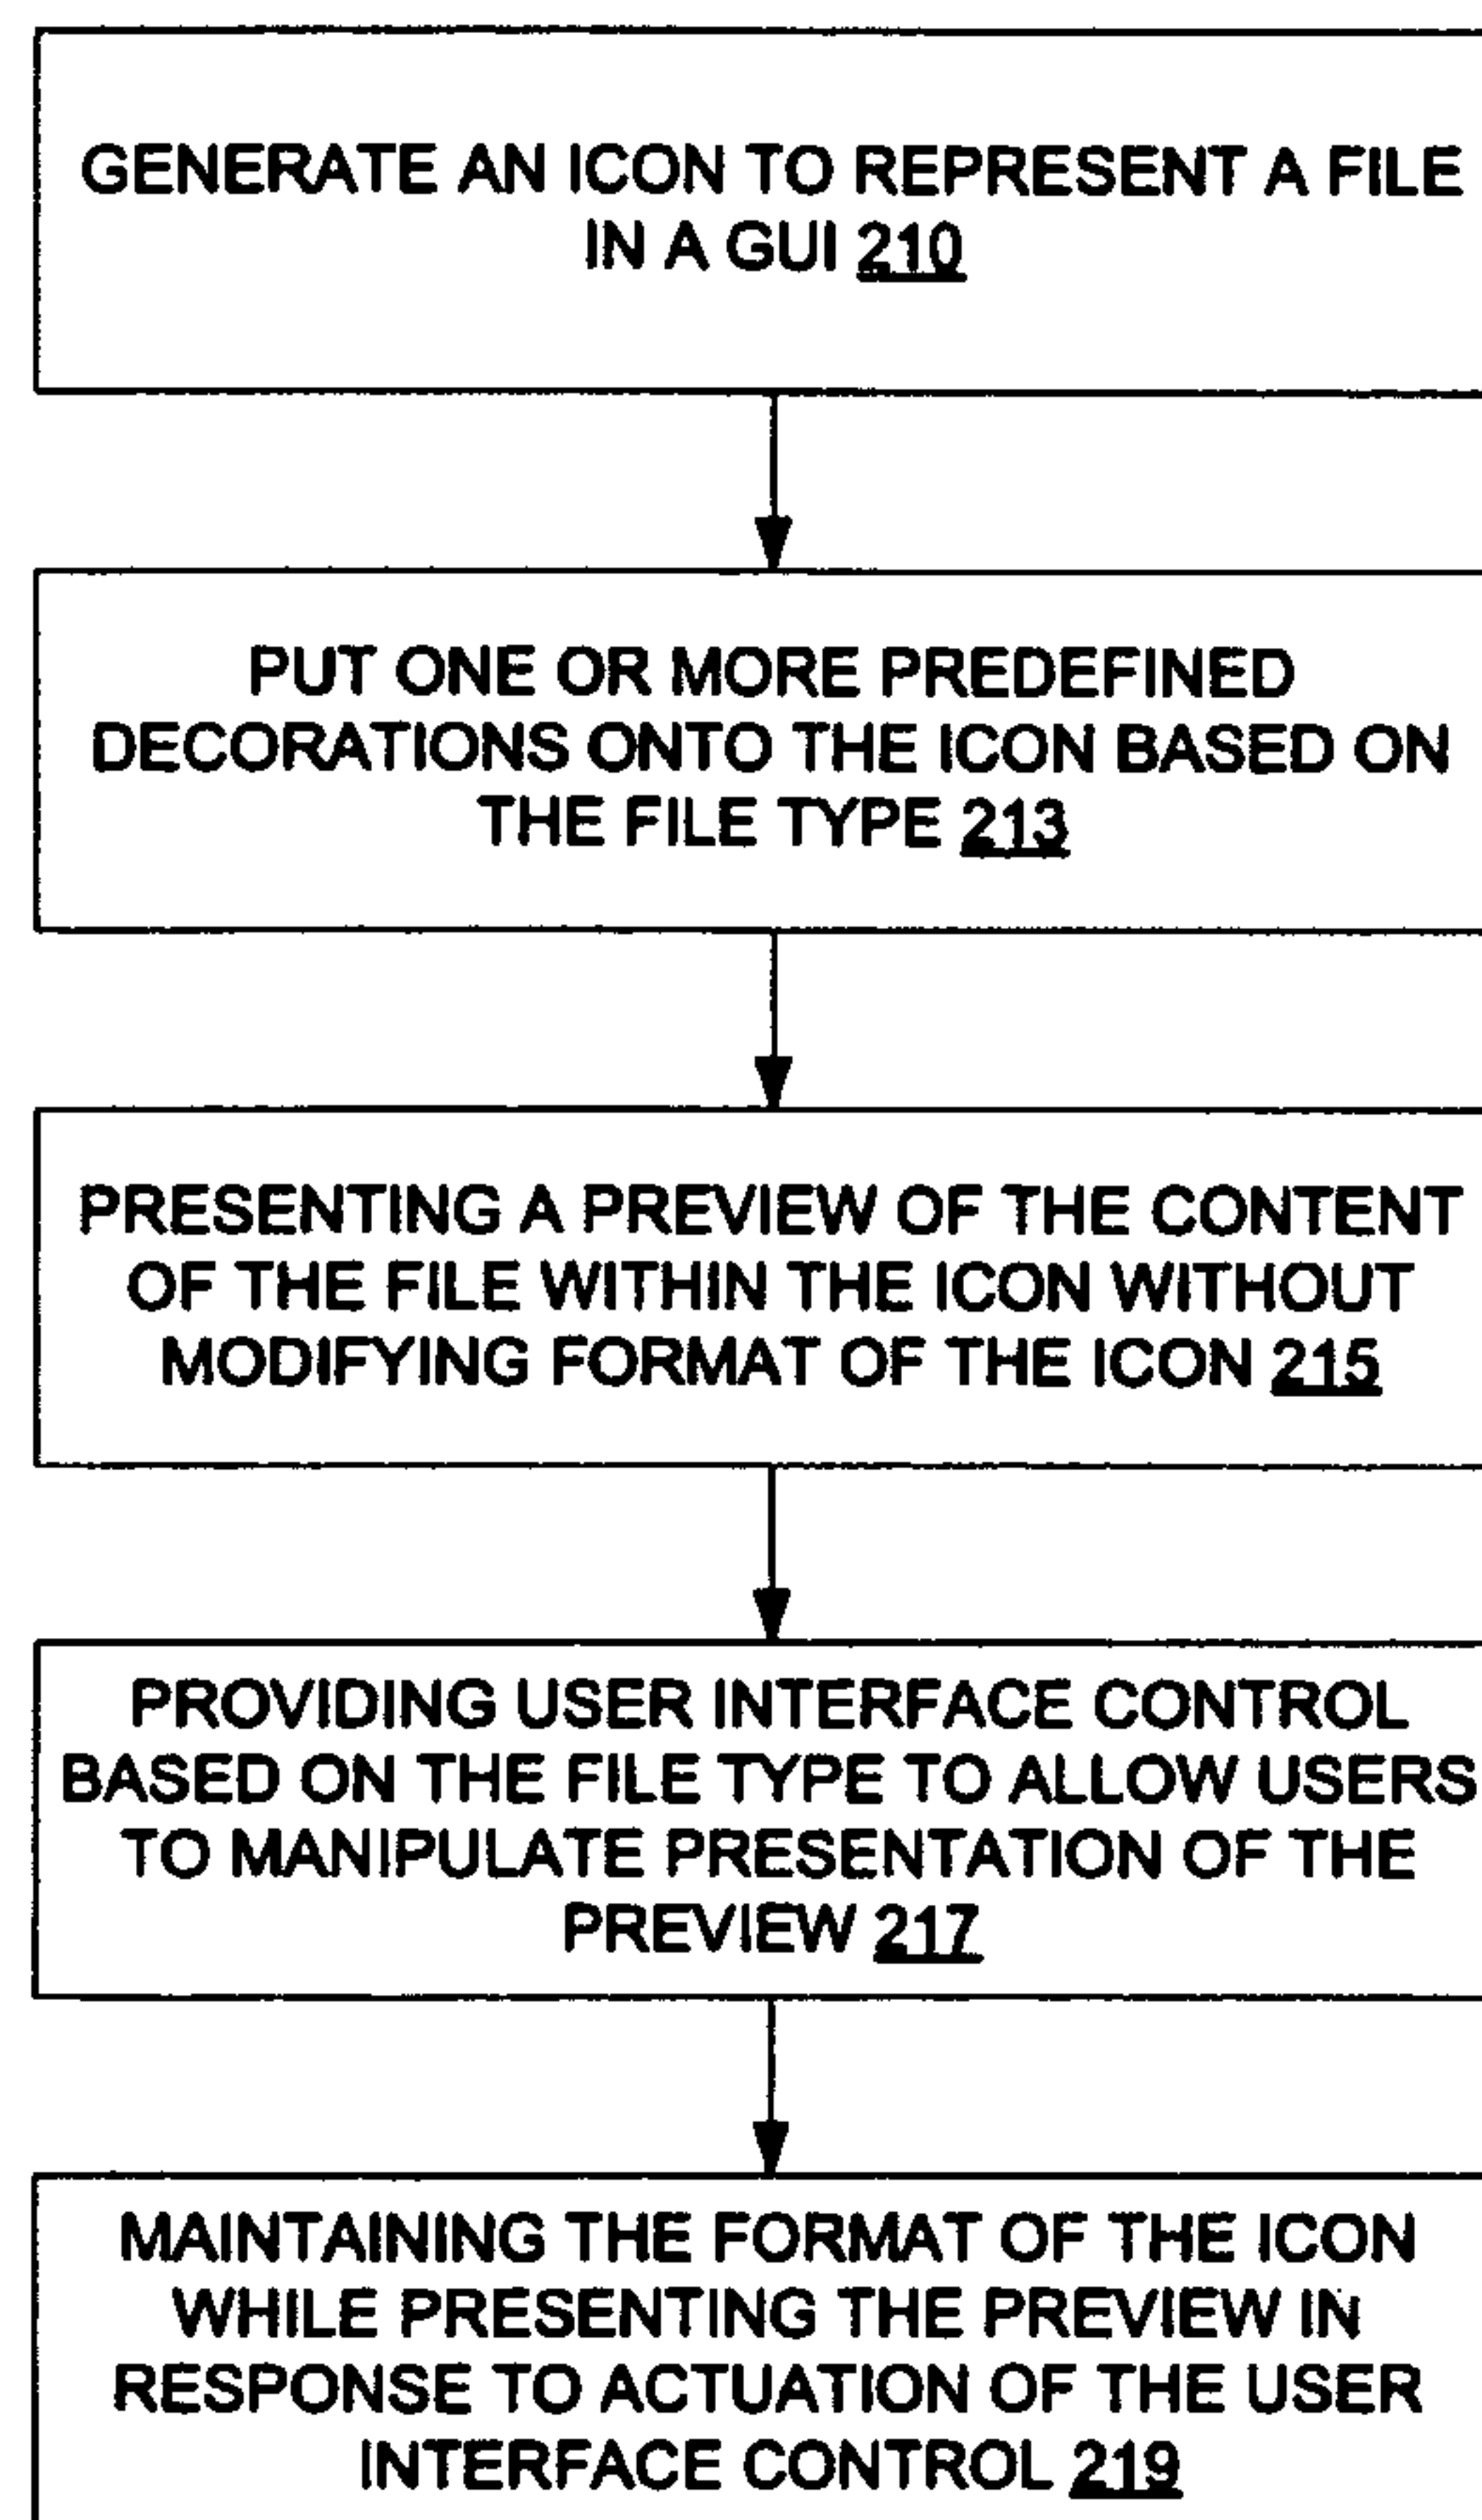 GENERATE AN ICON TO REPRESENT A FILE
IN A GUI 210
PUT ONE OR MORE PREDEFINED
DECORATIONS ONTO THE ICON BASED ON
THE FILE TYPE 213
PRESENTING A PREVIEW OF THE CONTENT
OF THE FILE WITHIN THE ICON WITHOUT
MODIFYING FORMAT OF THE ICON 215
PROVIDING USER INTERFACE CONTROL
BASED ON THE FILE TYPE TO ALLOW USERS
TO MANIPULATE PRESENTATION OF THE
PREVIEW 217
MAINTAINING THE FORMAT OF THE ICON
WHILE PRESENTING THE PREVIEW IN
RESPONSE TO ACTUATION OF THE USER
INTERFACE CONTROL 219